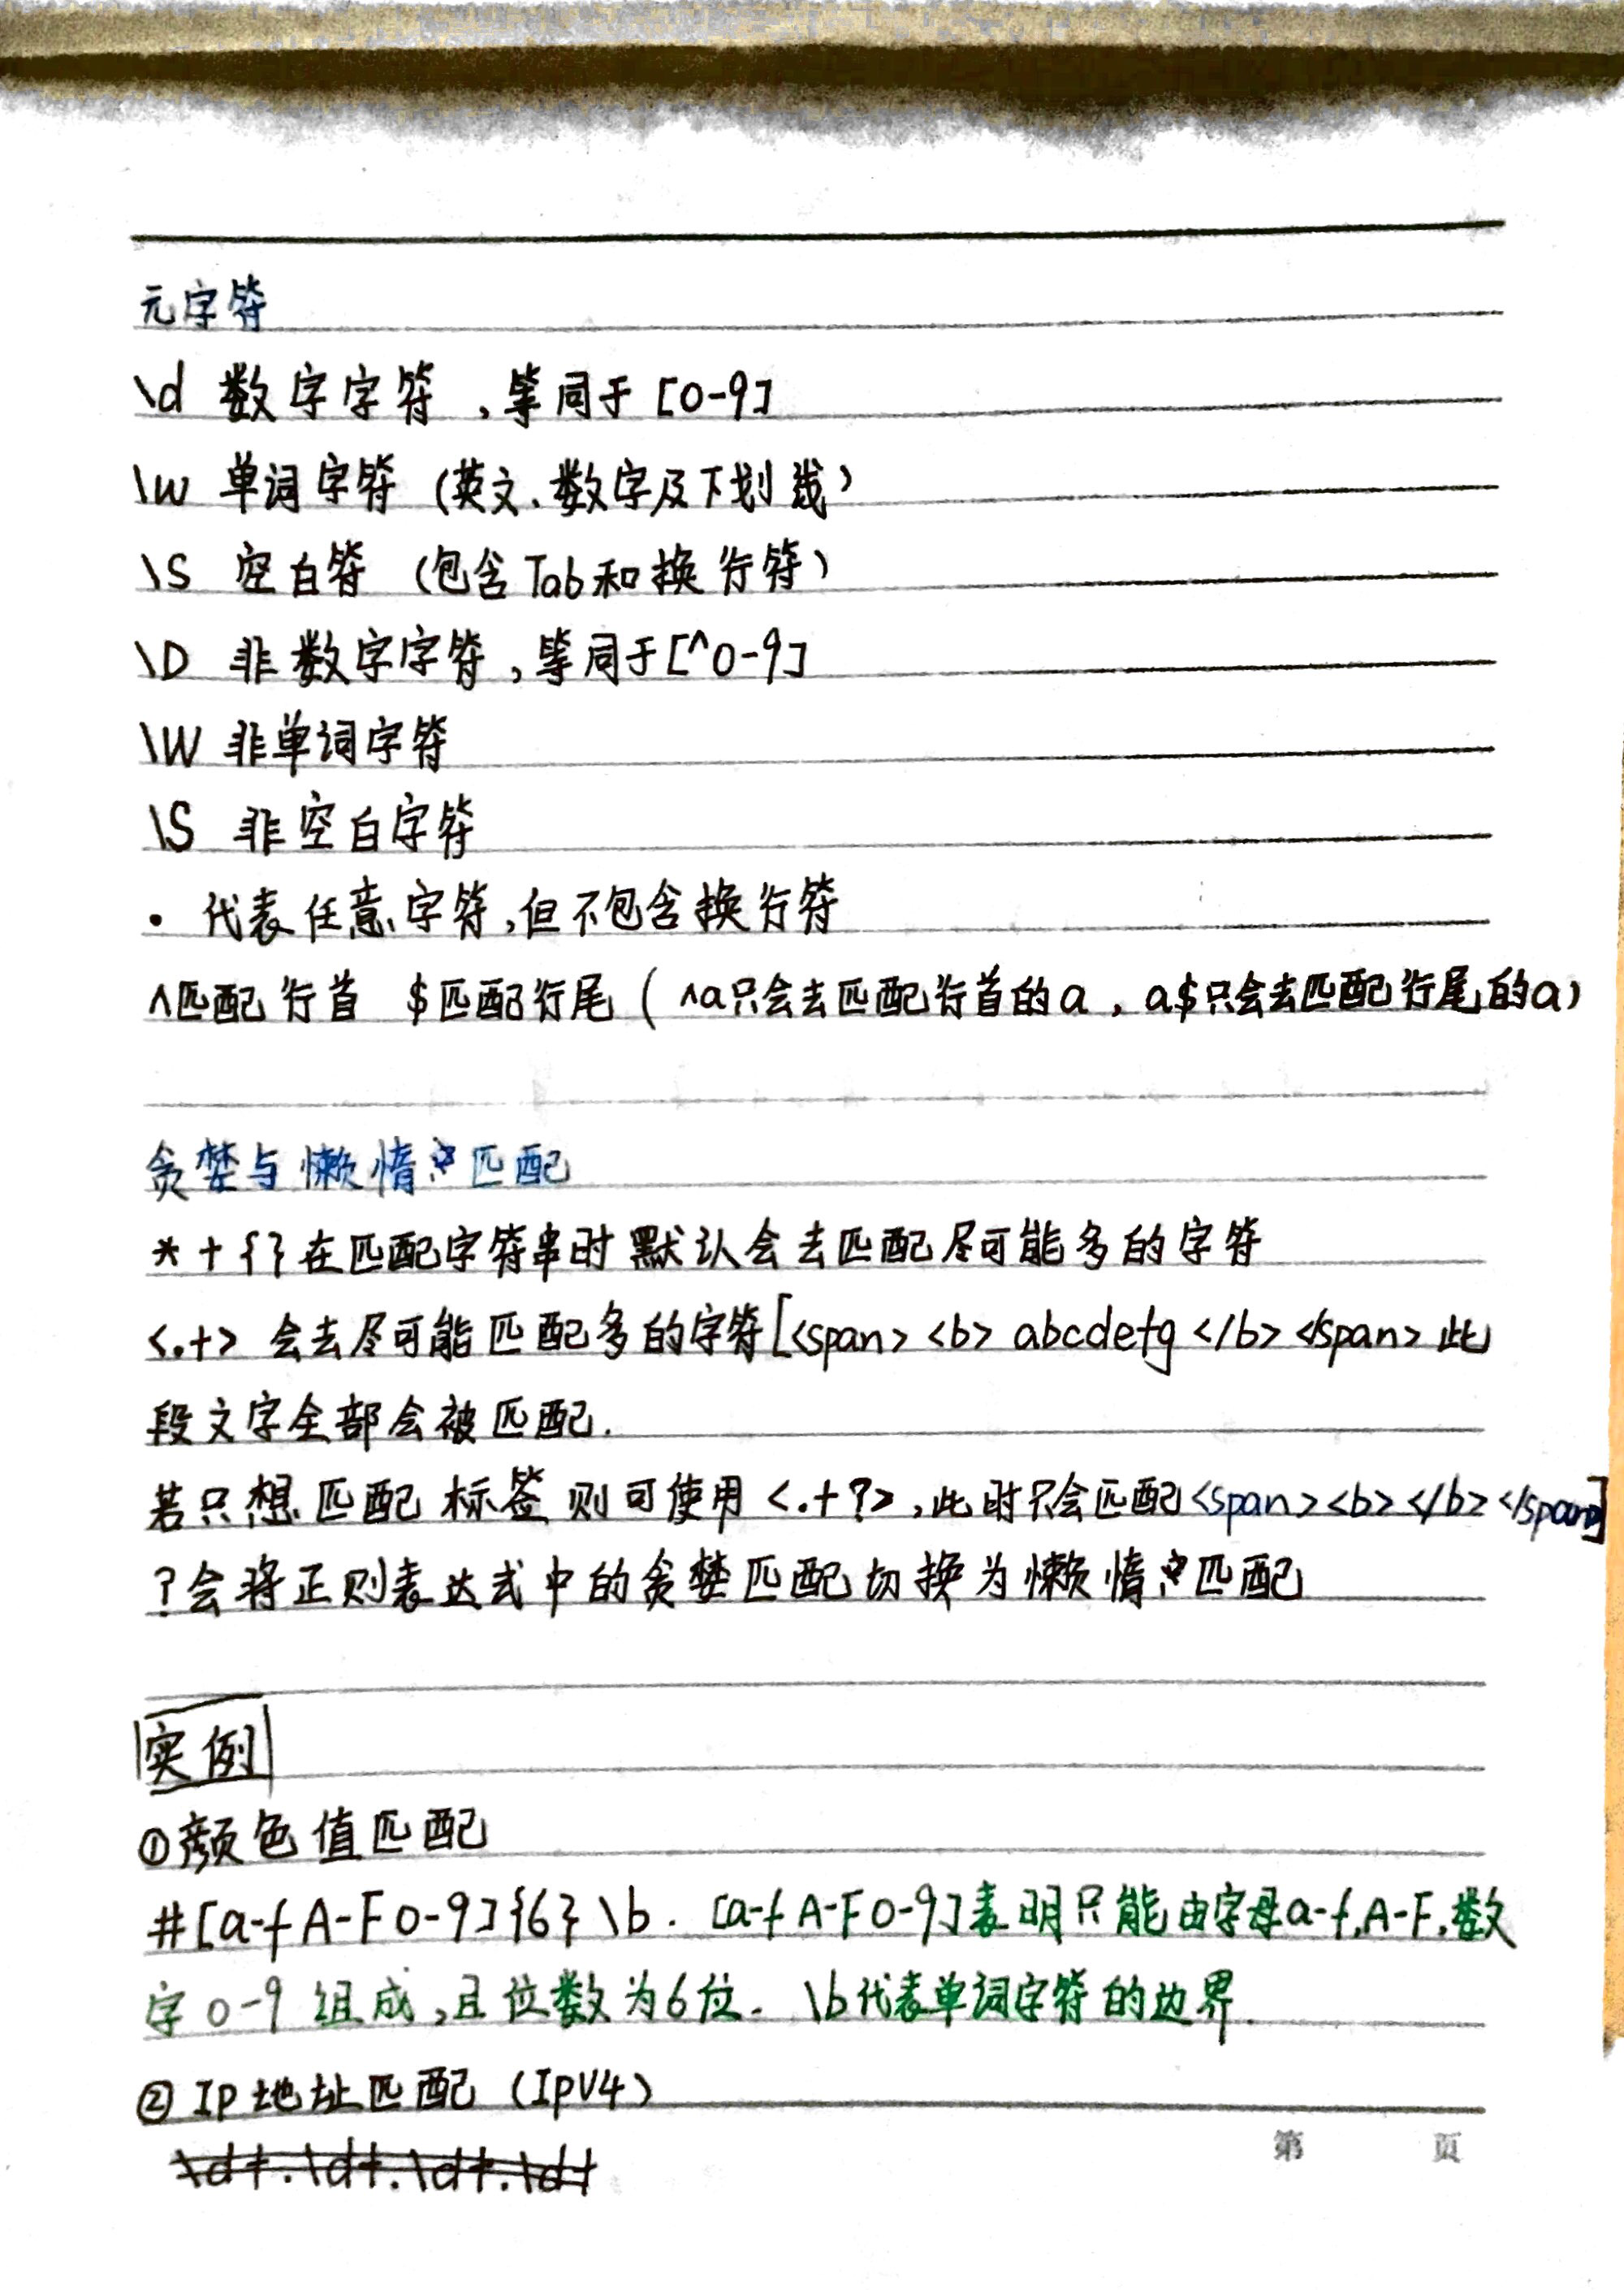 元字符
\d 数字字符 ,等同于 [0-9]
\w 单词字符 (英文、数字及下划线)
\s 空白符 (包含Tab和换行符)
\D 非数字字符,等同于[^0-9]
\W 非单词字符
\S 非空白字符
. 代表任意字符,但不包含换行符
^匹配行首 $匹配行尾 ( ^a只会去匹配行首的a , a$只会去匹配行尾的a)
贪婪与懒惰匹配
* + {} 在匹配字符串时默认会去匹配尽可能多的字符
<.+> 会去尽可能匹配多的字符[<span> <b> abcdefg </b> </span> 此
段文字全部会被匹配.
若只想匹配标签则可使用 <.+?>,此时只会匹配<span><b></b></span>]
?会将正则表达式中的贪婪匹配切换为懒惰匹配
实例
①颜色值匹配
#[a-fA-F0-9]{6}\b. [a-fA-F0-9]表明只能由字母a-f,A-F,数
字0-9组成,且位数为6位. \b代表单词字符的边界.
② IP地址匹配 (IPV4)
\d+.\d+.\d+.\d+
第 页